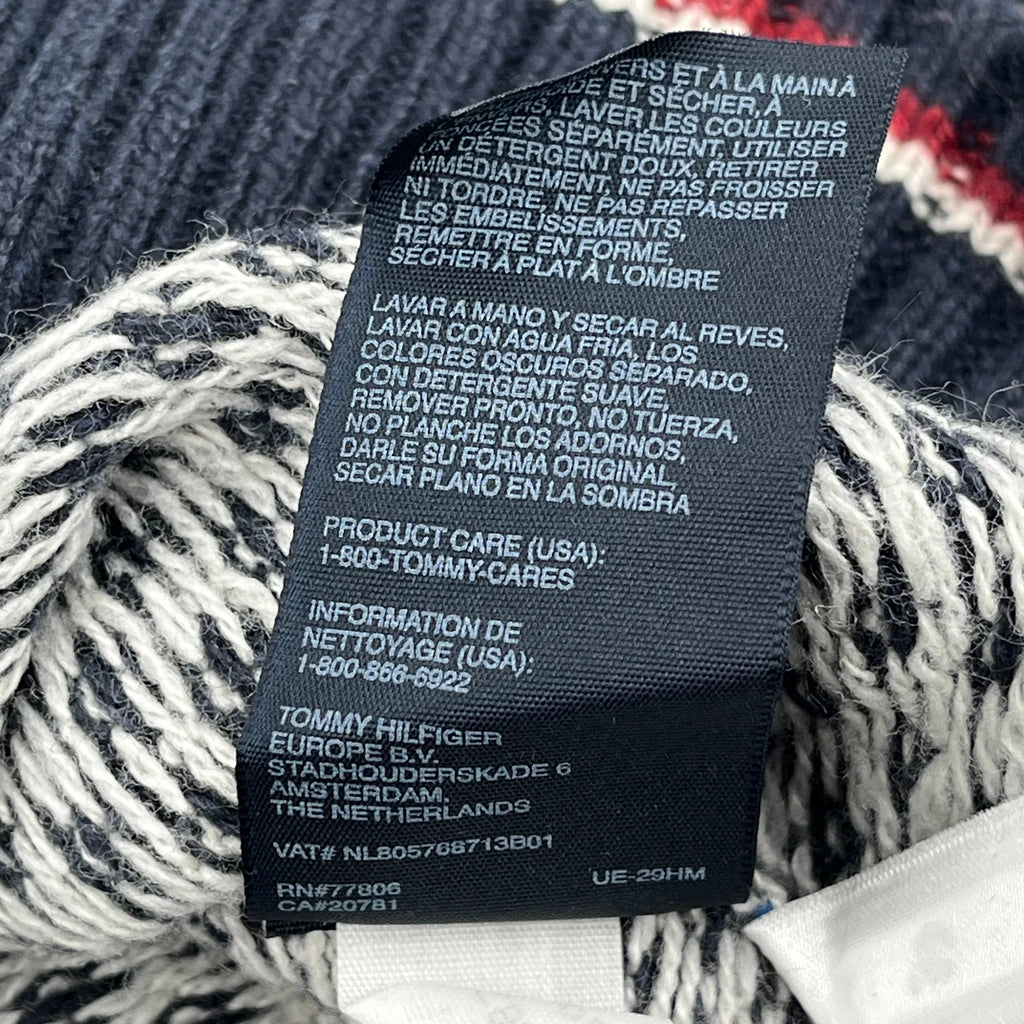 ERS ET À LA MAIN À
DE ET SÉCHER, À
LAVER LES COULEURS
FONCÉES SÉPARÉMENT, UTILISER
UN DÉTERGENT DOUX, RETIRER
IMMÉDIATEMENT, NE PAS FROISSER
NI TORDRE, NE PAS REPASSER
LES EMBELISSEMENTS,
REMETTRE EN FORME,
SÉCHER À PLAT À L'OMBRE
LAVAR A MANO Y SECAR AL REVES,
LAVAR CON AGUA FRÍA, LOS
COLORES OSCUROS SEPARADO,
CON DETERGENTE SUAVE,
REMOVER PRONTO, NO TUERZA,
NO PLANCHE LOS ADORNOS,
DARLE SU FORMA ORIGINAL,
SECAR PLANO EN LA SOMBRA
PRODUCT CARE (USA):
1-800-TOMMY-CARES
INFORMATION DE
NETTOYAGE (USA):
1-800-866-6922
TOMMY HILFIGER
EUROPE B.V.
STADHOUDERSKADE 6
AMSTERDAM,
THE NETHERLANDS
VAT# NL805768713B01
RN#77806
CA#20781
UE-29HM